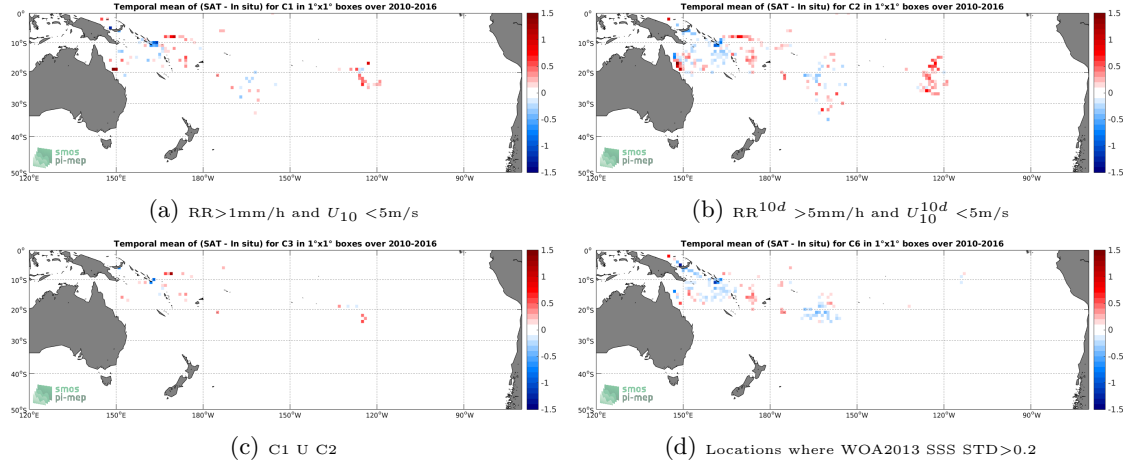 Temporal mean of (SAT - In situ) for C1 in 1°x1° boxes over 2010-2016
0°
10°S
20°S
30°S
40°S
50°S
120°E
150°E
180°W
150°W
120°W
90°W
1.5
1
0.5
0
-0.5
-1
-1.5
smos
pi-mep
(a) RR>1mm/h and U10 <5m/s
Temporal mean of (SAT - In situ) for C2 in 1°x1° boxes over 2010-2016
0°
10°S
20°S
30°S
40°S
50°S
120°E
150°E
180°W
150°W
120°W
90°W
1.5
1
0.5
0
-0.5
-1
-1.5
smos
pi-mep
(b) RR^10d >5mm/h and U_10^10d <5m/s
Temporal mean of (SAT - In situ) for C3 in 1°x1° boxes over 2010-2016
0°
10°S
20°S
30°S
40°S
50°S
120°E
150°E
180°W
150°W
120°W
90°W
1.5
1
0.5
0
-0.5
-1
-1.5
smos
pi-mep
(c) C1 U C2
Temporal mean of (SAT - In situ) for C6 in 1°x1° boxes over 2010-2016
0°
10°S
20°S
30°S
40°S
50°S
120°E
150°E
180°W
150°W
120°W
90°W
1.5
1
0.5
0
-0.5
-1
-1.5
smos
pi-mep
(d) Locations where WOA2013 SSS STD>0.2